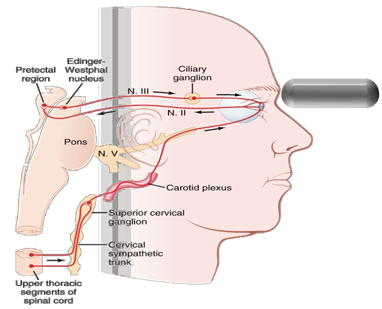 Edinger-
Westphal
nucleus
Pretectal
region
Ciliary
ganglion
N. III
N. II
Pons
N. V
Carotid plexus
Superior cervical
ganglion
Cervical
sympathetic
trunk
Upper thoracic
segments of
spinal cord